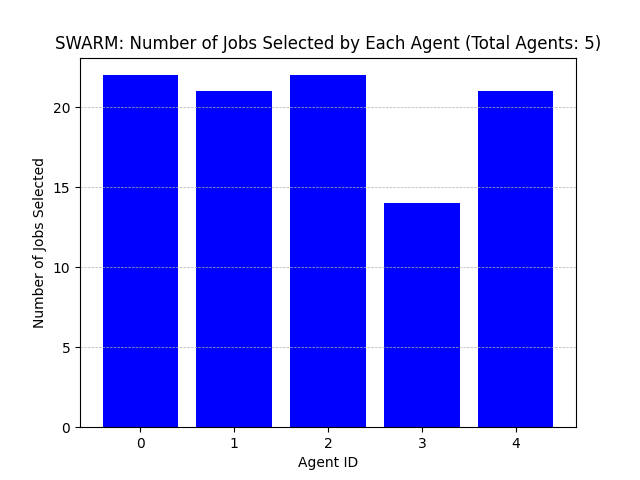 SWARM: Number of Jobs Selected by Each Agent (Total Agents: 5)
20
15
10
5
0
Number of Jobs Selected
0 1 2 3 4
Agent ID